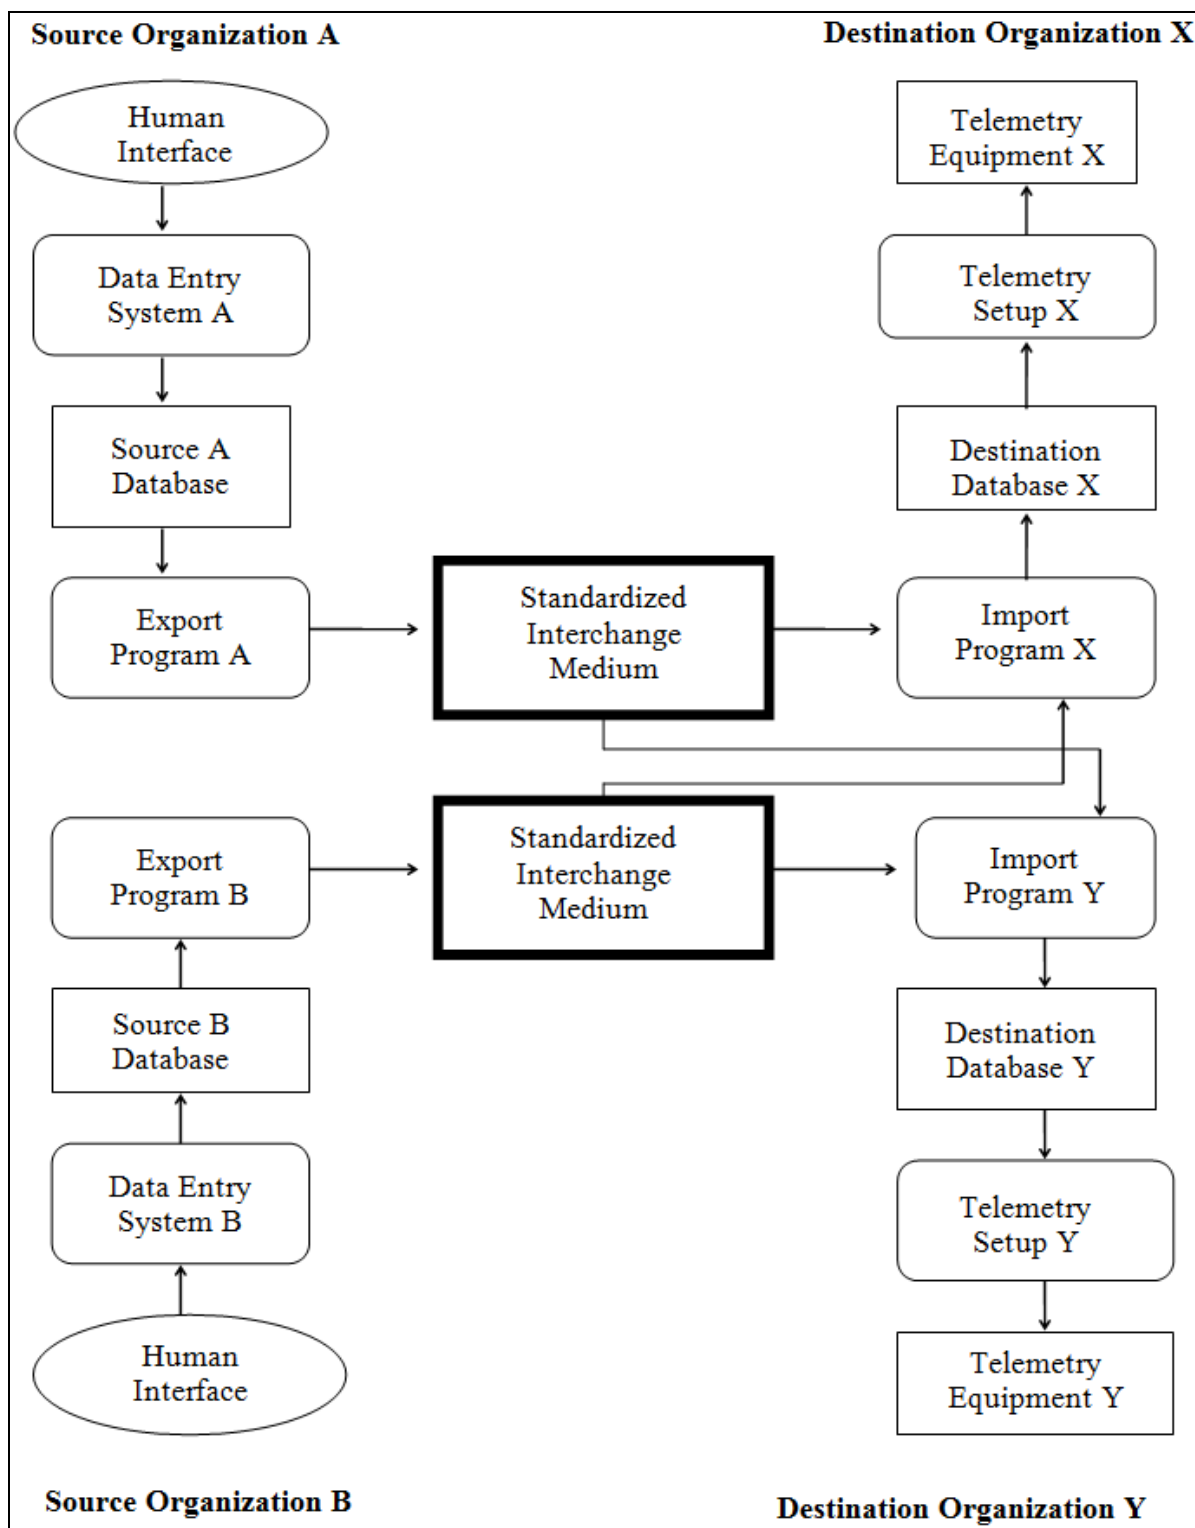 Source Organization A
Destination Organization X
Human
Interface
Telemetry
Equipment X
Data Entry
System A
Telemetry
Setup X
Source A
Database
Destination
Database X
Export
Program A
Standardized
Interchange
Medium
Import
Program X
Export
Program B
Standardized
Interchange
Medium
Import
Program Y
Source B
Database
Destination
Database Y
Data Entry
System B
Telemetry
Setup Y
Human
Interface
Telemetry
Equipment Y
Source Organization B
Destination Organization Y